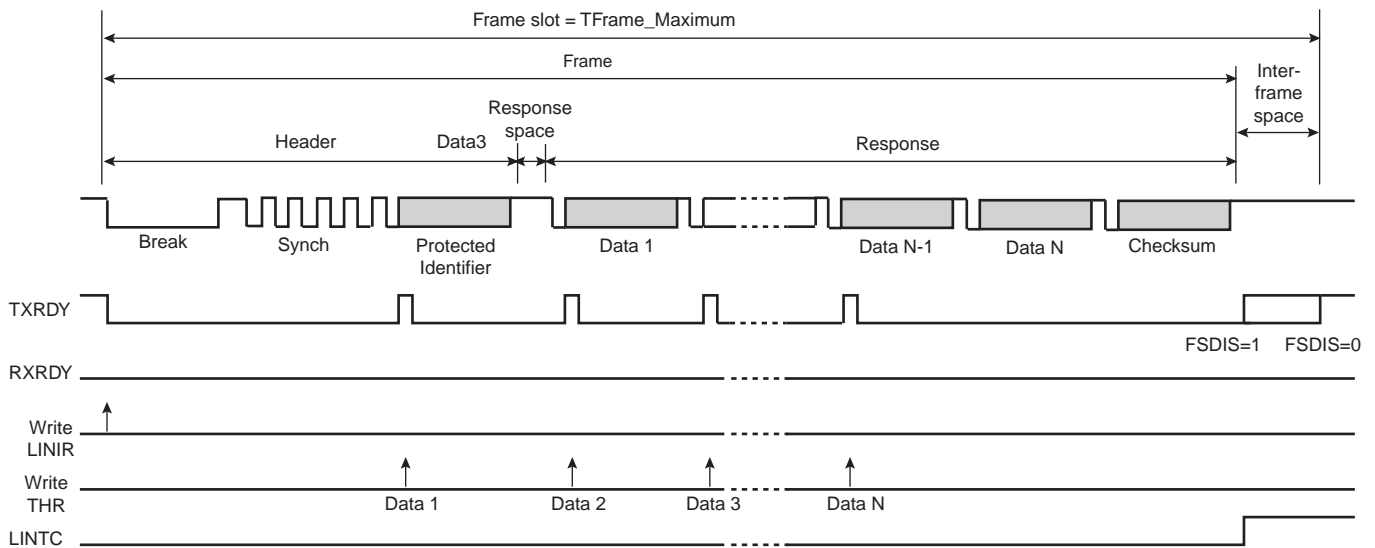 Frame slot = TFrame_Maximum
Frame
Inter-
frame
space
Response
space
Header
Data3
Response
Break
Synch
Protected
Identifier
Data 1
Data N-1
Data N
Checksum
TXRDY
FSDIS=1
FSDIS=0
RXRDY
Write
LINIR
Write
THR
Data 1
Data 2
Data 3
Data N
LINTC